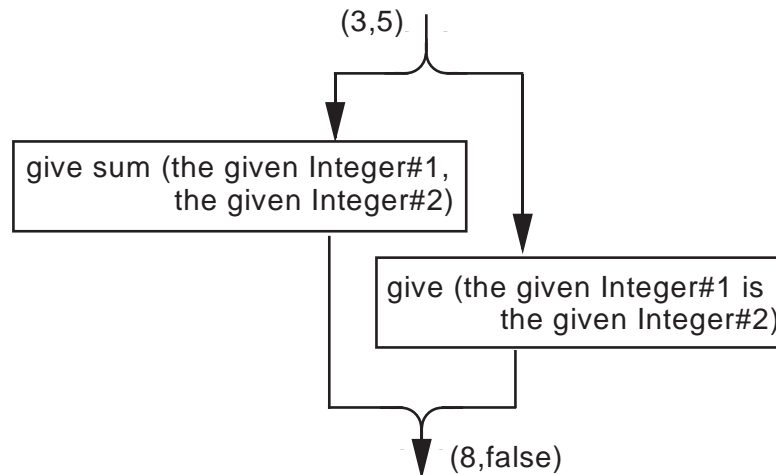 (3,5)
give sum (the given Integer#1,
the given Integer#2)
give (the given Integer#1 is
the given Integer#2)
(8,false)